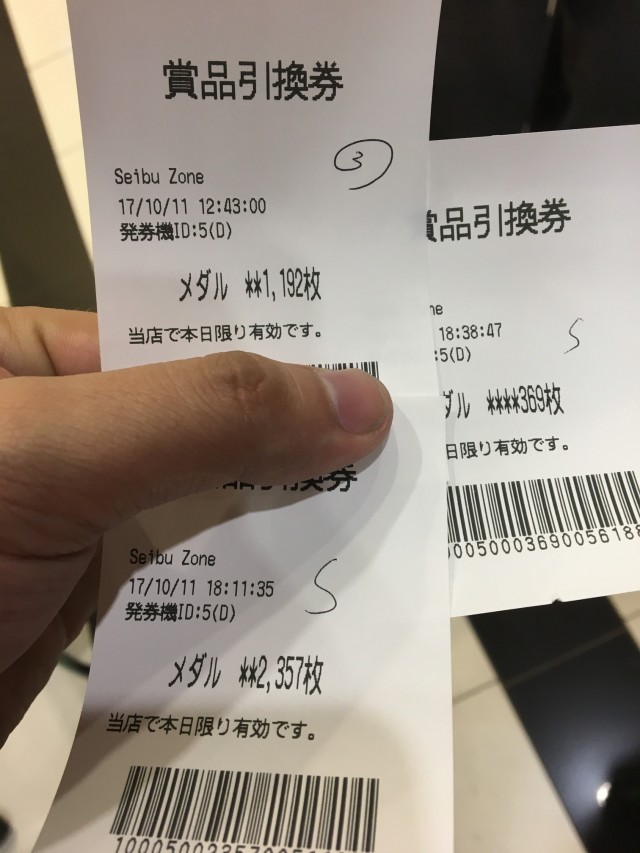 賞品引換券
3
Seibu Zone
17/10/11 12:43:00
発券機ID:5(D)
メダル **1,192枚
当店で本日限り有効です。
Seibu Zone
17/10/11 18:11:35
S
発券機ID:5(D)
メダル **2,357枚
当店で本日限り有効です。
賞品引換券
18:38:47
S
:5(D)
ダル ****369枚
日限り有効です。